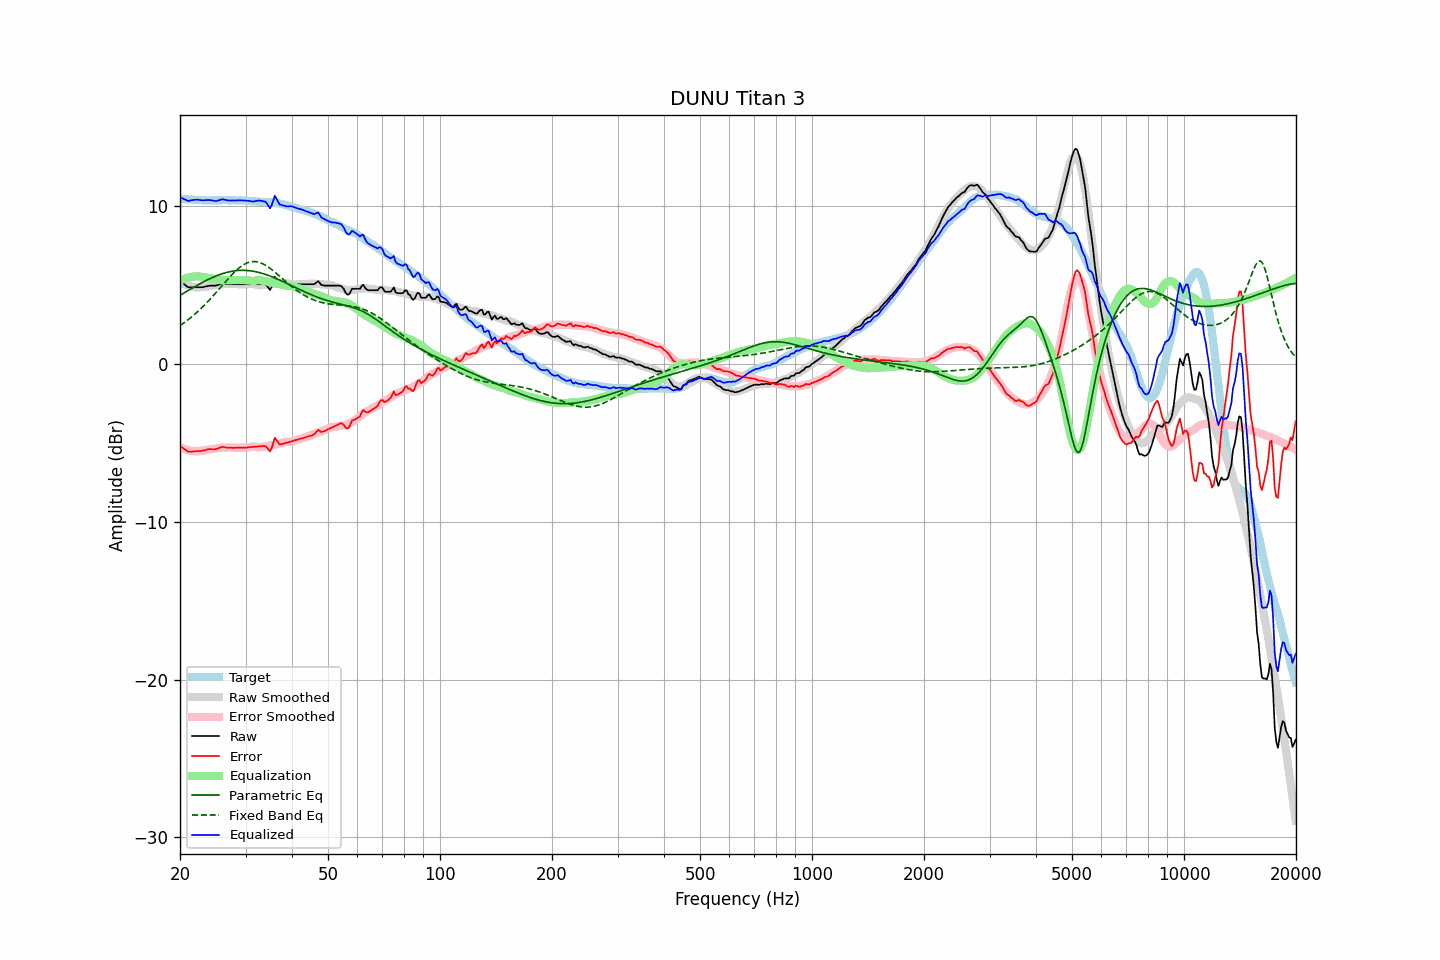 DUNU Titan 3
Amplitude (dBr)
10
0
−10
−20
−30
Target
Raw Smoothed
Error Smoothed
Raw
Error
Equalization
Parametric Eq
Fixed Band Eq
Equalized
20 50 100 200 500 1000 2000 5000 10000 20000
Frequency (Hz)